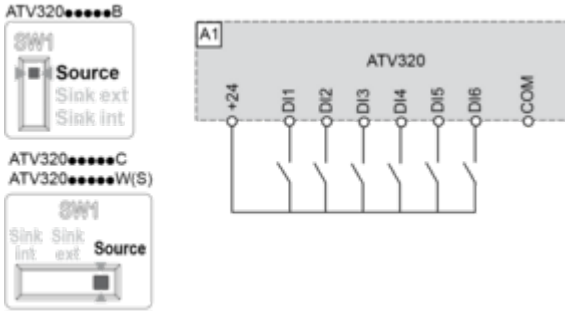 ATV320●●●●●B
SW1
Source
Sink ext
Sink int
ATV320●●●●●C
ATV320●●●●●W(S)
SW1
Sink int
Sink ext
Source
A1
ATV320
+24
DI1
DI2
DI3
DI4
DI5
DI6
COM